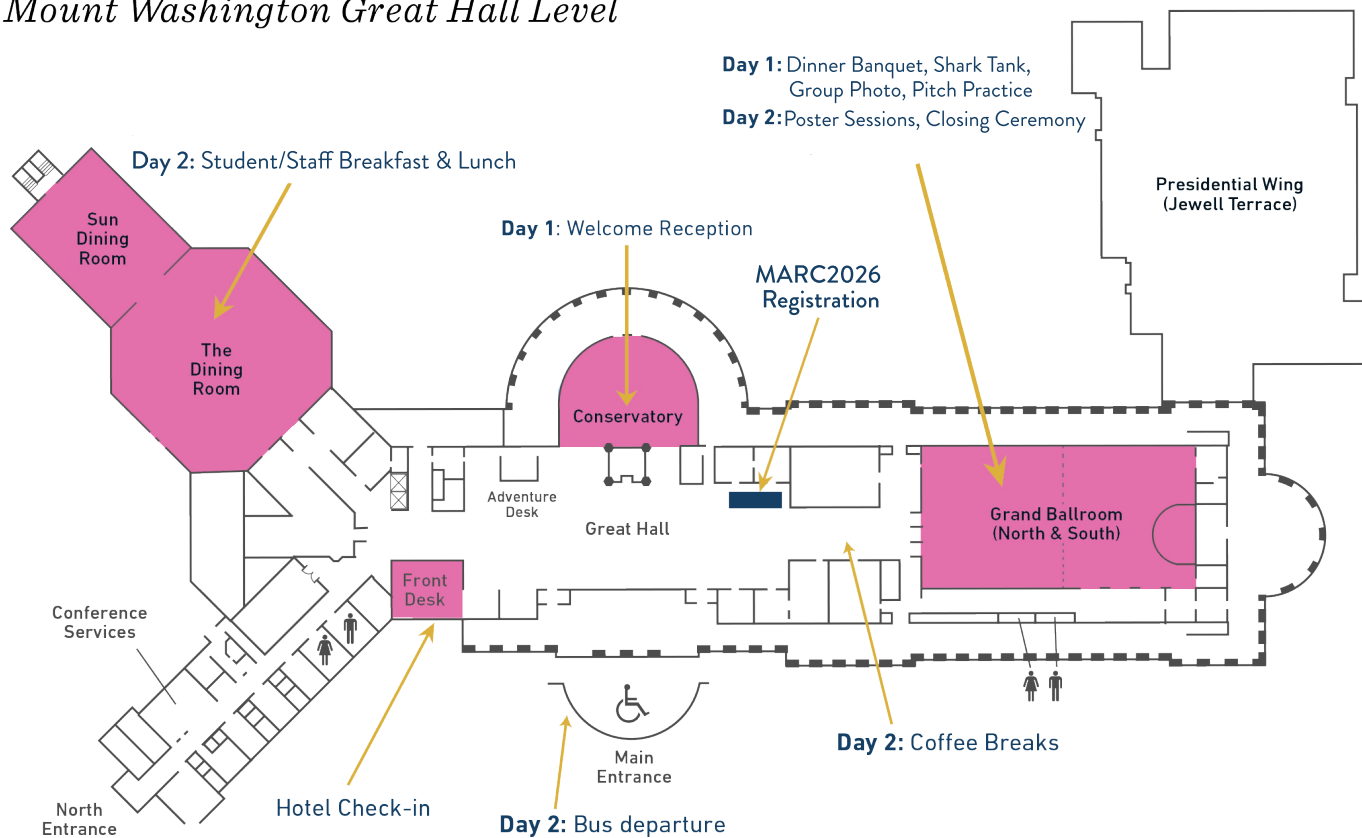 Mount Washington Great Hall Level
Day 1: Dinner Banquet, Shark Tank,
Group Photo, Pitch Practice
Day 2: Poster Sessions, Closing Ceremony
Day 2: Student/Staff Breakfast & Lunch
Presidential Wing
(Jewell Terrace)
Sun
Dining
Room
Day 1: Welcome Reception
MARC2026
Registration
The
Dining
Room
Conservatory
Adventure
Desk
Great Hall
Grand Ballroom
(North & South)
Front
Desk
Conference
Services
Day 2: Coffee Breaks
Main
Entrance
Hotel Check-in
North
Entrance
Day 2: Bus departure